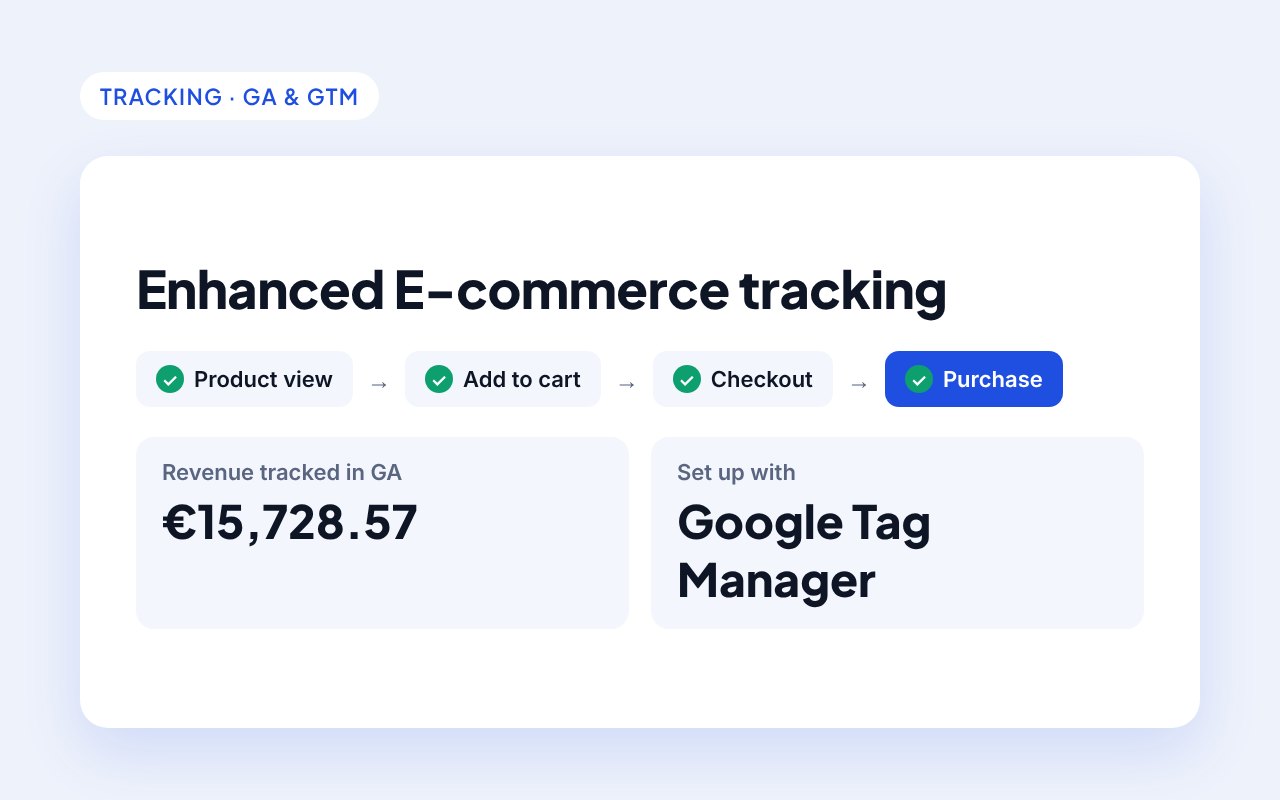 TRACKING · GA & GTM
Enhanced E-commerce tracking
Product view → Add to cart → Checkout → Purchase
Revenue tracked in GA
€15,728.57
Set up with
Google Tag
Manager